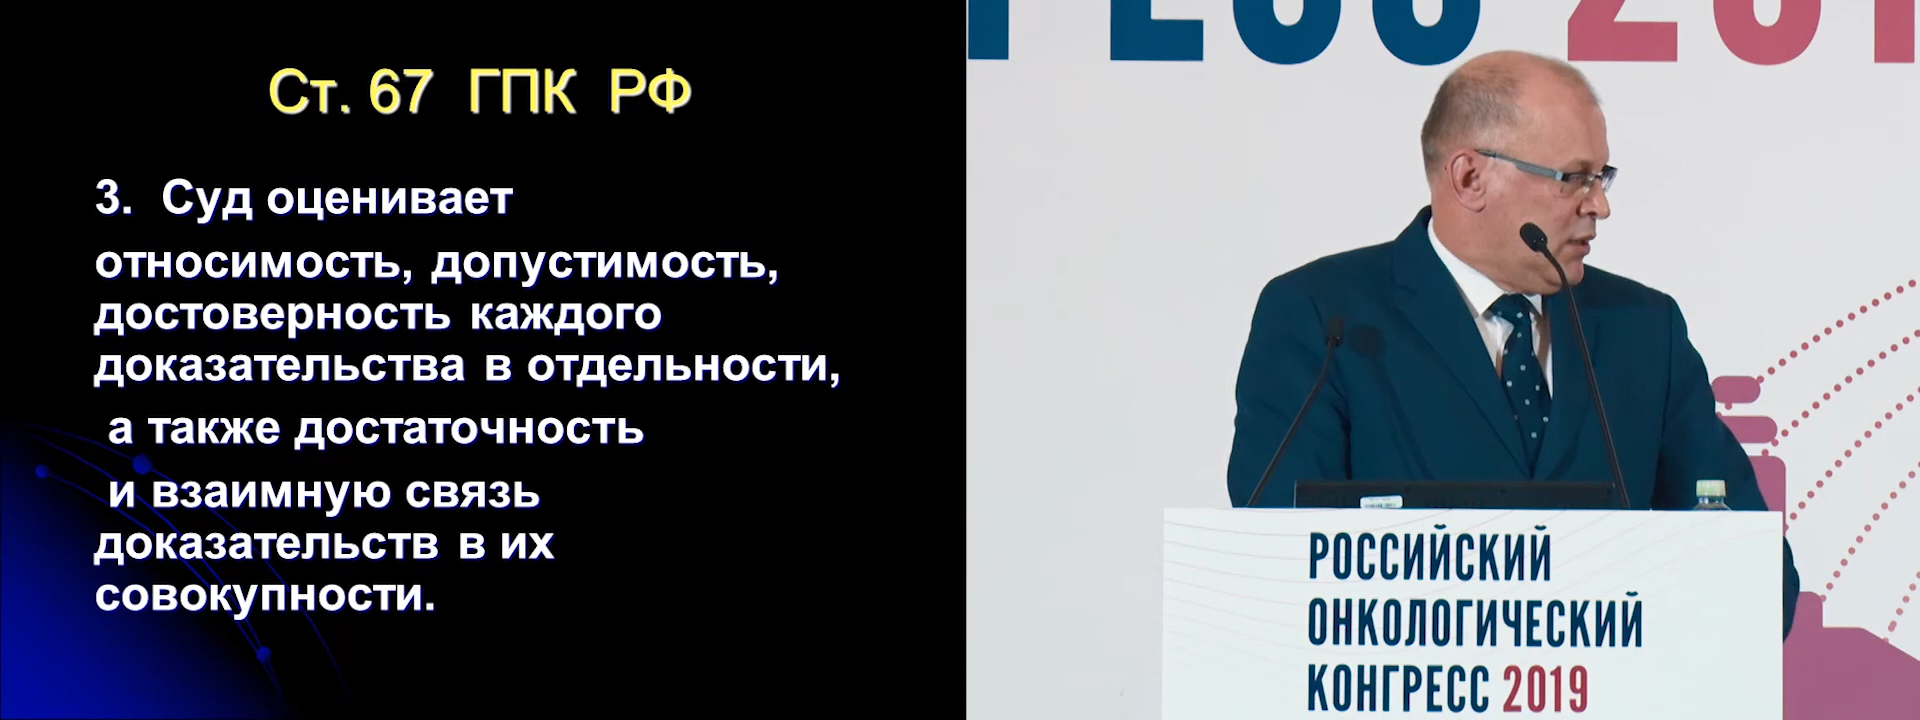 Ст. 67 ГПК РФ
3. Суд оценивает
относимость, допустимость,
достоверность каждого
доказательства в отдельности,
а также достаточность
и взаимную связь
доказательств в их
совокупности.
РОССИЙСКИЙ
ОНКОЛОГИЧЕСКИЙ
КОНГРЕСС 2019